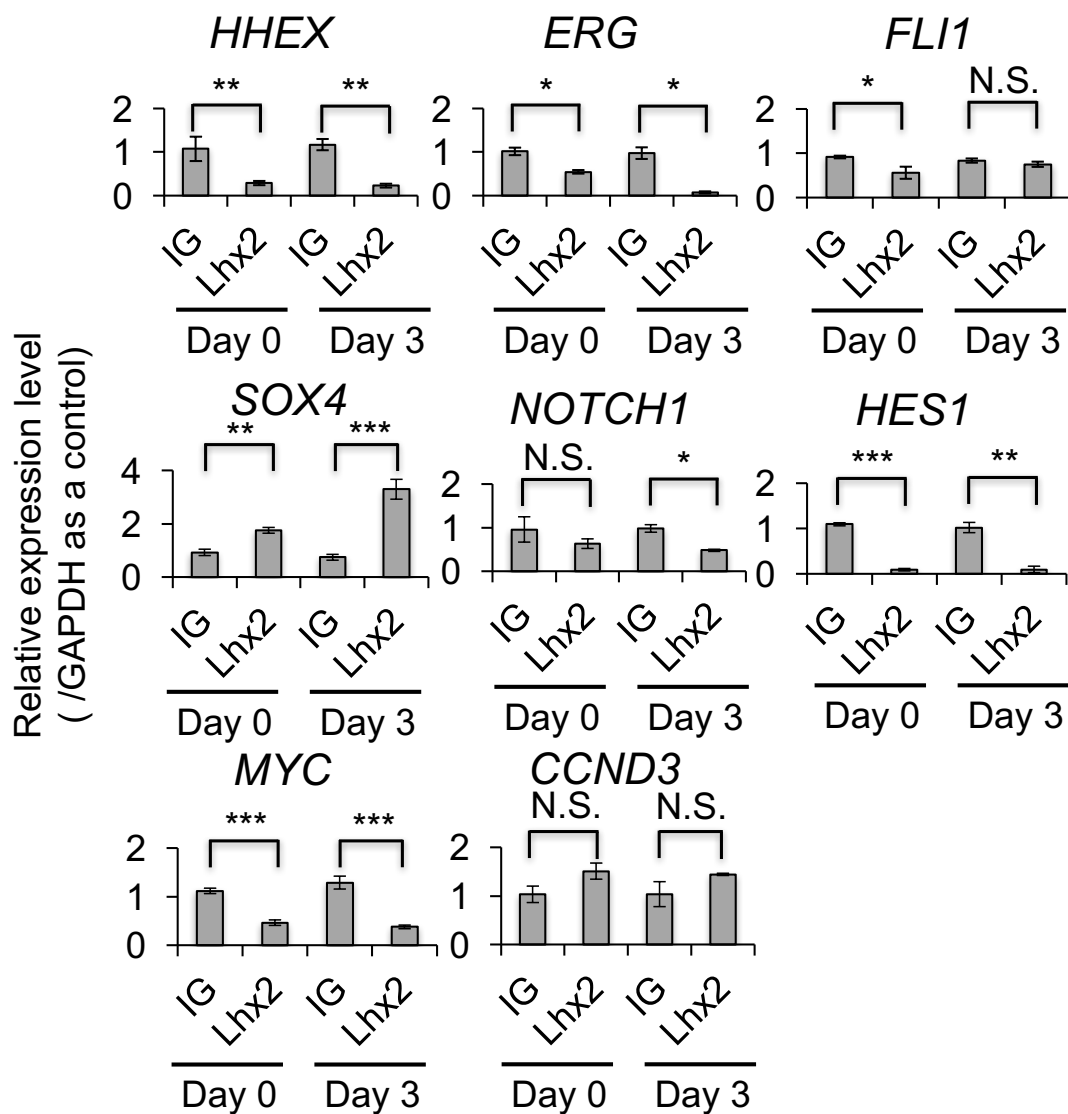 HHEX ERG FLI1
** ** * * * N.S.
2 2 2
1 1 1
0 0 0
IG Lhx2 IG Lhx2 IG Lhx2 IG Lhx2 IG Lhx2 IG Lhx2
Day 0 Day 3 Day 0 Day 3 Day 0 Day 3
Relative expression level
( /GAPDH as a control)
SOX4 NOTCH1 HES1
** *** N.S. * *** **
4 2 2
2 1 1
0 0 0
IG Lhx2 IG Lhx2 IG Lhx2 IG Lhx2 IG Lhx2 IG Lhx2
Day 0 Day 3 Day 0 Day 3 Day 0 Day 3
MYC CCND3
*** *** N.S. N.S.
2 2
1 1
0 0
IG Lhx2 IG Lhx2 IG Lhx2 IG Lhx2
Day 0 Day 3 Day 0 Day 3